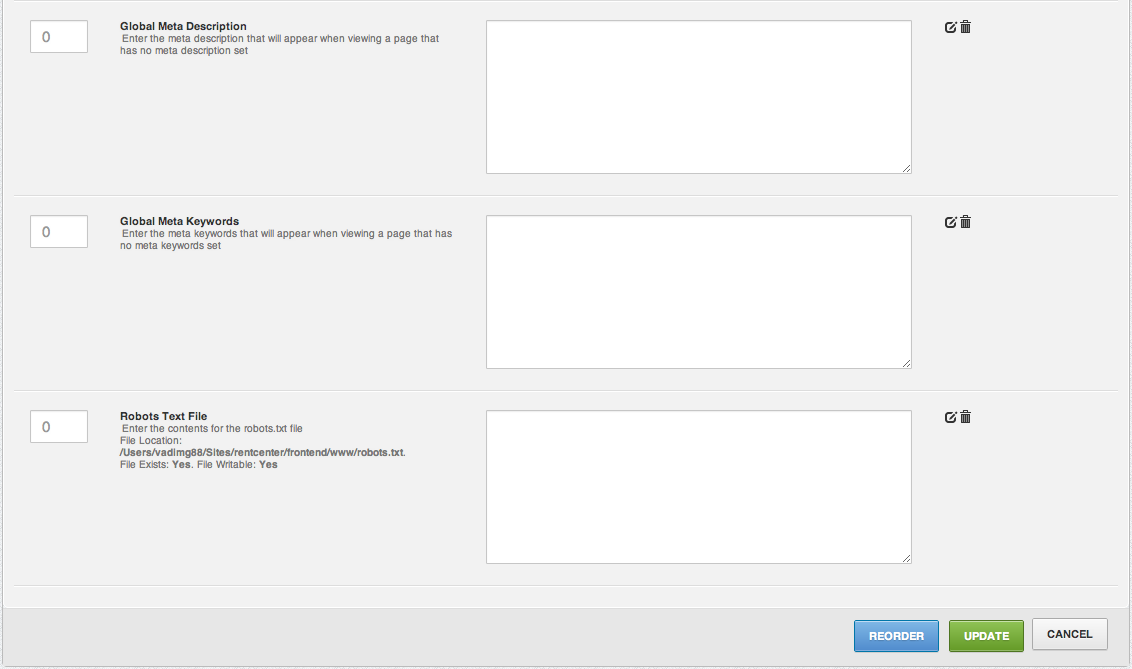 0
Global Meta Description
Enter the meta description that will appear when viewing a page that
has no meta description set
0
Global Meta Keywords
Enter the meta keywords that will appear when viewing a page that has
no meta keywords set
0
Robots Text File
Enter the contents for the robots.txt file
File Location:
/Users/vadimg88/Sites/rentcenter/frontend/www/robots.txt.
File Exists: Yes. File Writable: Yes
REORDER UPDATE CANCEL